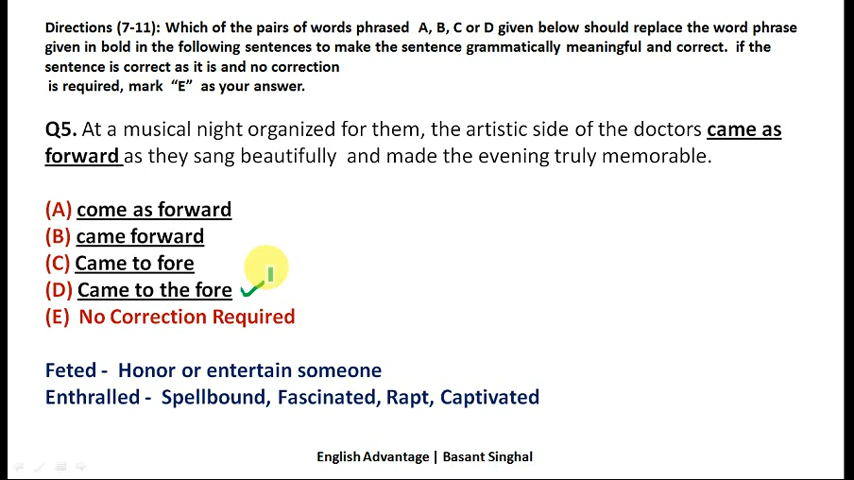 Directions (7-11): Which of the pairs of words phrased A, B, C or D given below should replace the word phrase
given in bold in the following sentences to make the sentence grammatically meaningful and correct. if the
sentence is correct as it is and no correction
is required, mark “E” as your answer.
Q5. At a musical night organized for them, the artistic side of the doctors came as
forward as they sang beautifully and made the evening truly memorable.
(A) come as forward
(B) came forward
(C) Came to fore
(D) Came to the fore
(E) No Correction Required
Feted - Honor or entertain someone
Enthralled - Spellbound, Fascinated, Rapt, Captivated
English Advantage | Basant Singhal